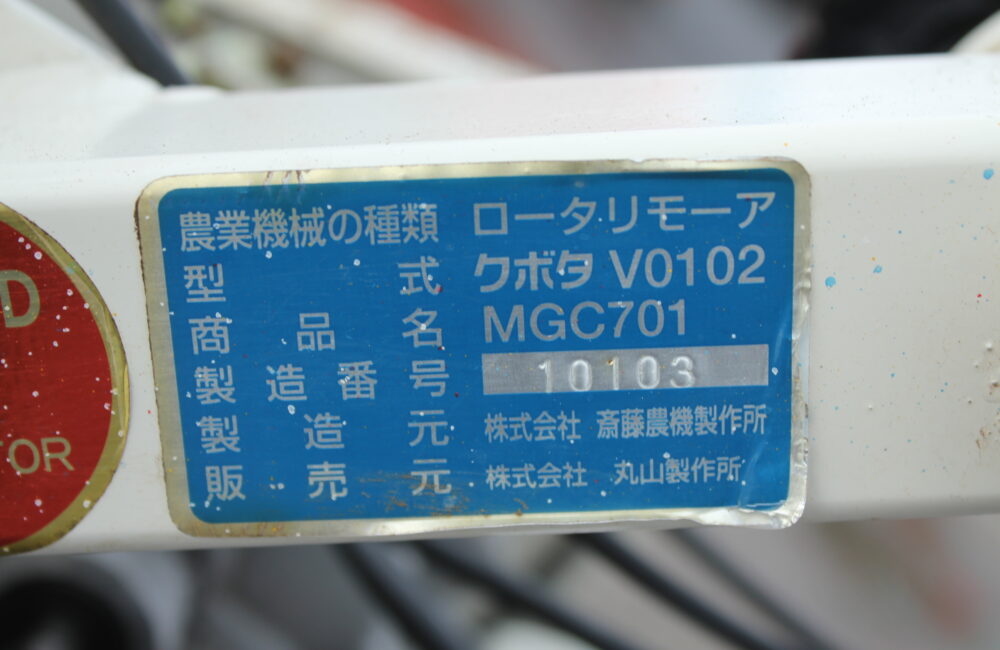 農業機械の種類 ロータリモーア
型式 クボタ V0102
商品名 MGC701
製造番号 10103
製造元 株式会社 斎藤農機製作所
販売元 株式会社 丸山製作所
D
TOR